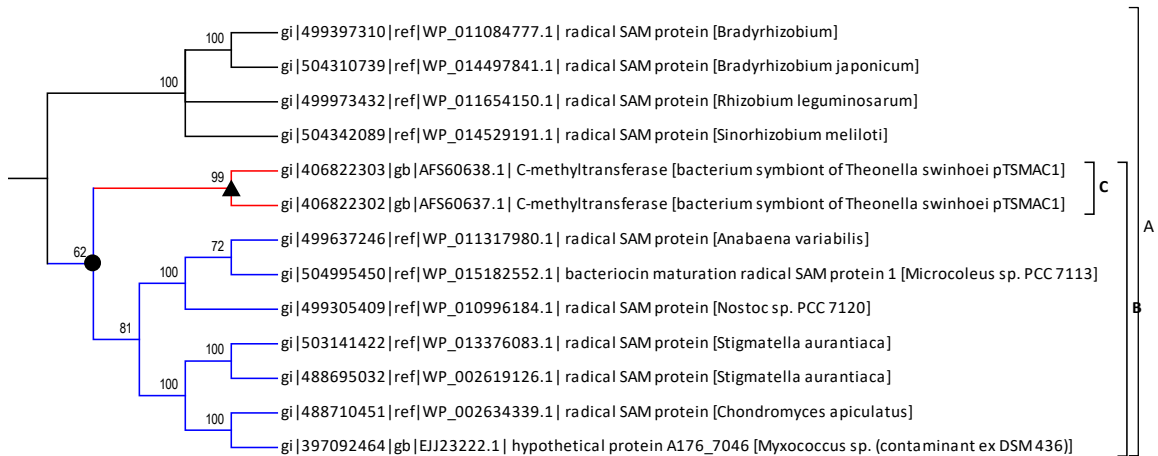 100
gi|499397310|ref|WP_011084777.1| radical SAM protein [Bradyrhizobium]
gi|504310739|ref|WP_014497841.1| radical SAM protein [Bradyrhizobium japonicum]
100
gi|499973432|ref|WP_011654150.1| radical SAM protein [Rhizobium leguminosarum]
gi|504342089|ref|WP_014529191.1| radical SAM protein [Sinorhizobium meliloti]
99
gi|406822303|gb|AFS60638.1| C-methyltransferase [bacterium symbiont of Theonella swinhoei pTSMAC1]
C
gi|406822302|gb|AFS60637.1| C-methyltransferase [bacterium symbiont of Theonella swinhoei pTSMAC1]
A
62
72
gi|499637246|ref|WP_011317980.1| radical SAM protein [Anabaena variabilis]
100
gi|504995450|ref|WP_015182552.1| bacteriocin maturation radical SAM protein 1 [Microcoleus sp. PCC 7113]
gi|499305409|ref|WP_010996184.1| radical SAM protein [Nostoc sp. PCC 7120]
B
81
100
gi|503141422|ref|WP_013376083.1| radical SAM protein [Stigmatella aurantiaca]
gi|488695032|ref|WP_002619126.1| radical SAM protein [Stigmatella aurantiaca]
100
100
gi|488710451|ref|WP_002634339.1| radical SAM protein [Chondromyces apiculatus]
gi|397092464|gb|EJJ23222.1| hypothetical protein A176_7046 [Myxococcus sp. (contaminant ex DSM 436)]